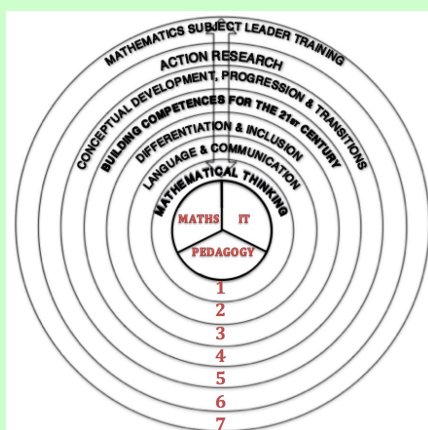 MATHEMATICS SUBJECT LEADER TRAINING
ACTION RESEARCH
CONCEPTUAL DEVELOPMENT, PROGRESSION & TRANSITIONS
BUILDING COMPETENCES FOR THE 21ST CENTURY
DIFFERENTIATION & INCLUSION
LANGUAGE & COMMUNICATION
MATHEMATICAL THINKING
MATHS IT
PEDAGOGY
1
2
3
4
5
6
7